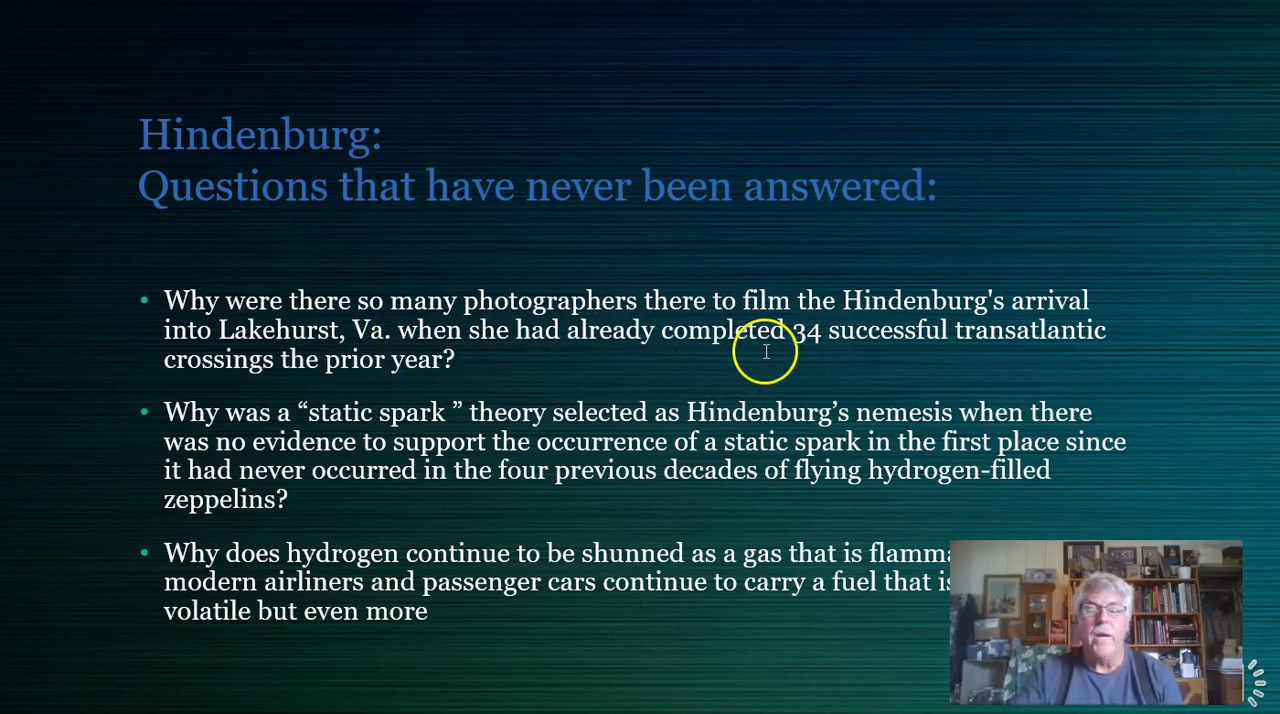 Hindenburg:
Questions that have never been answered:
• Why were there so many photographers there to film the Hindenburg's arrival
into Lakehurst, Va. when she had already completed 34 successful transatlantic
crossings the prior year?
• Why was a “static spark ” theory selected as Hindenburg’s nemesis when there
was no evidence to support the occurrence of a static spark in the first place since
it had never occurred in the four previous decades of flying hydrogen-filled
zeppelins?
• Why does hydrogen continue to be shunned as a gas that is
modern airliners and passenger cars continue to carry a fuel that
volatile but even more